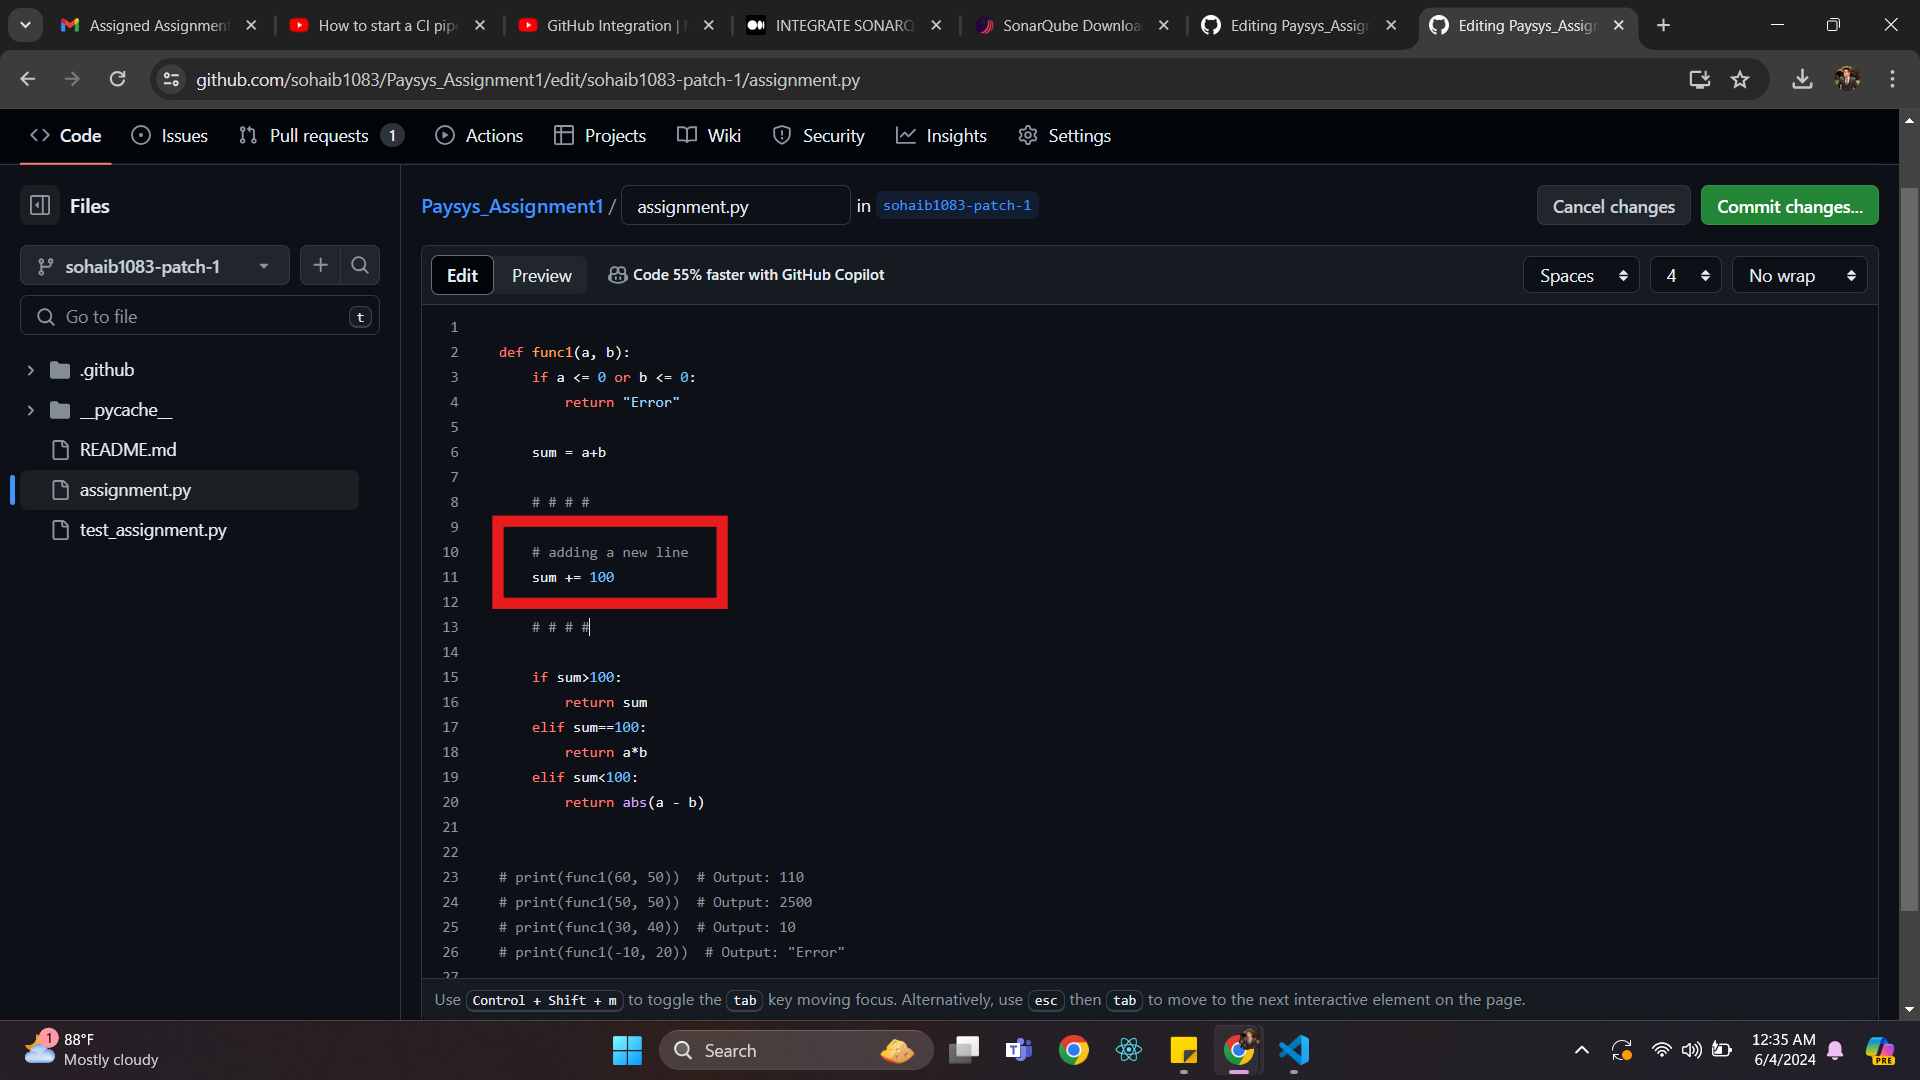 Assigned Assignment
How to start a CI pipe
GitHub Integration |
INTEGRATE SONARQ
SonarQube Downloa
Editing Paysys_Assig
Editing Paysys_Assig
github.com/sohaib1083/Paysys_Assignment1/edit/sohaib1083-patch-1/assignment.py
Code
Issues
Pull requests 1
Actions
Projects
Wiki
Security
Insights
Settings
Files
Paysys_Assignment1 / assignment.py in sohaib1083-patch-1
Cancel changes
Commit changes...
sohaib1083-patch-1
Edit
Preview
Code 55% faster with GitHub Copilot
Spaces
4
No wrap
Go to file
t
.github
__pycache__
README.md
assignment.py
test_assignment.py
1
2 def func1(a, b):
3 if a <= 0 or b <= 0:
4 return "Error"
5
6 sum = a+b
7
8 # # # #
9
10 # adding a new line
11 sum += 100
12
13 # # # #
14
15 if sum>100:
16 return sum
17 elif sum==100:
18 return a*b
19 elif sum<100:
20 return abs(a - b)
21
22
23 # print(func1(60, 50)) # Output: 110
24 # print(func1(50, 50)) # Output: 2500
25 # print(func1(30, 40)) # Output: 10
26 # print(func1(-10, 20)) # Output: "Error"
27
Use Control + Shift + m to toggle the tab key moving focus. Alternatively, use esc then tab to move to the next interactive element on the page.
1
88°F
Mostly cloudy
Search
12:35 AM
6/4/2024
PRE